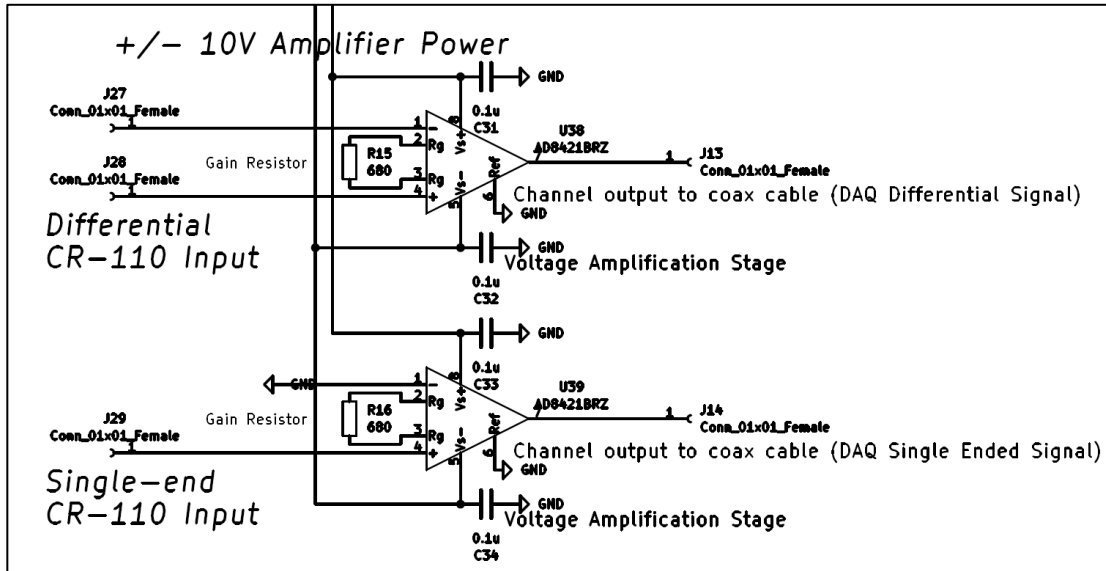 +/- 10V Amplifier Power
GND
J27
Conn_01x01_Female
1
0.1u
C31
U38
AD8421BRZ
1 -
8
Vs+
2 Rg
R15
680
Gain Resistor
J13
1
Conn_01x01_Female
J28
Conn_01x01_Female
1
3 Rg
4 +
Vs-
5
Ref
6
GND
Channel output to coax cable (DAQ Differential Signal)
Differential
CR-110 Input
GND
Voltage Amplification Stage
0.1u
C32
GND
0.1u
C33
U39
AD8421BRZ
GND
1 -
8
Vs+
2 Rg
R16
680
Gain Resistor
J14
1
Conn_01x01_Female
J29
Conn_01x01_Female
1
3 Rg
4 +
Vs-
5
Ref
6
GND
Channel output to coax cable (DAQ Single Ended Signal)
Single-end
CR-110 Input
GND
Voltage Amplification Stage
0.1u
C34